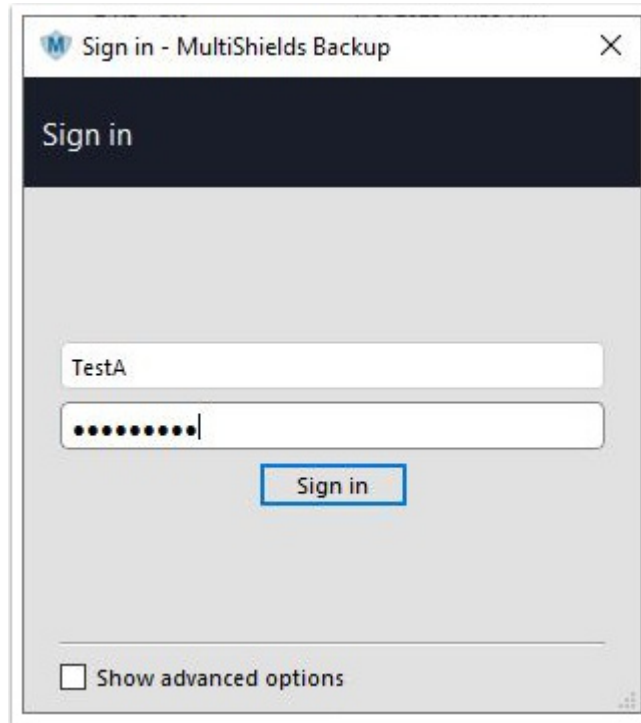 Sign in - MultiShields Backup
Sign in
TestA
●●●●●●●●●
Sign in
Show advanced options